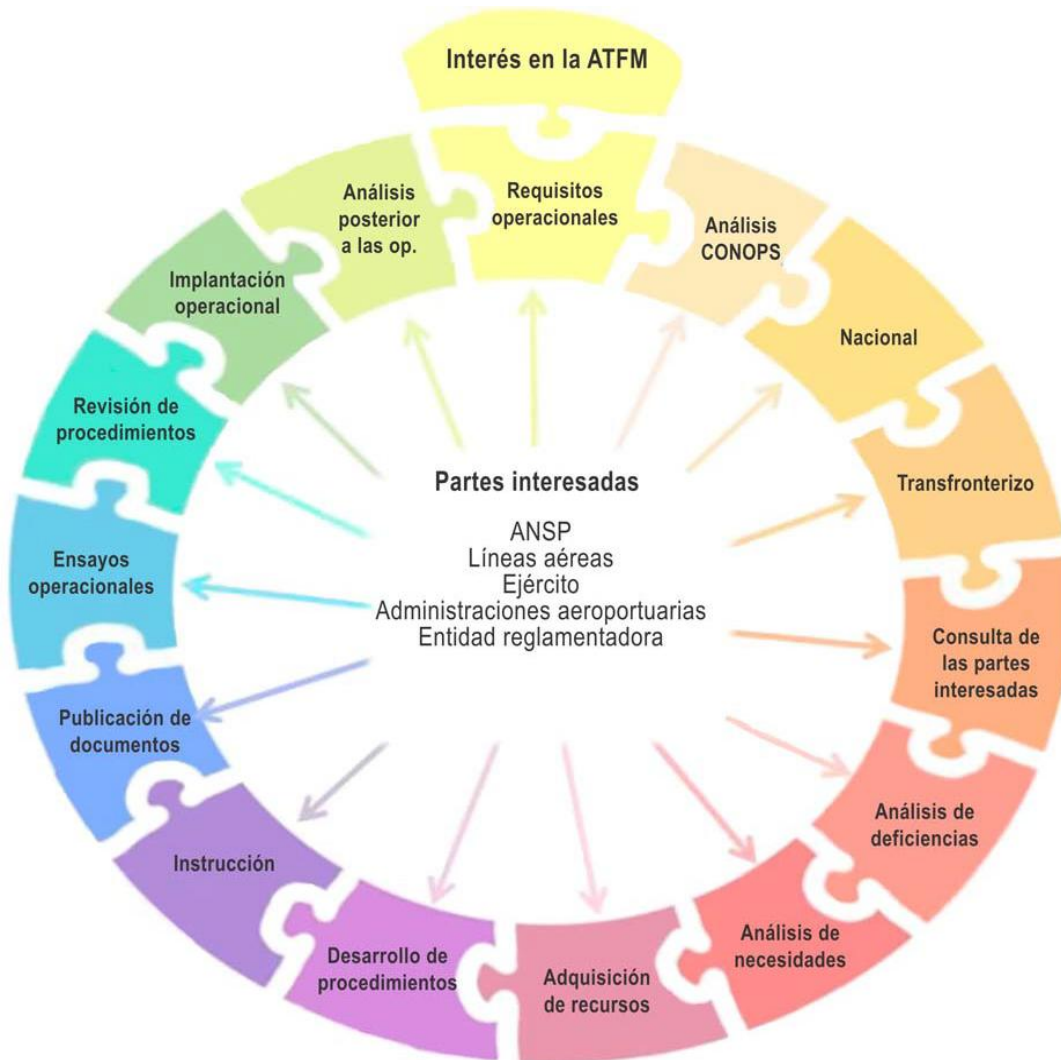 Interés en la ATFM
Requisitos
operacionales
Análisis
CONOPS
Nacional
Transfronterizo
Consulta de
las partes
interesadas
Análisis de
deficiencias
Análisis de
necesidades
Adquisición
de recursos
Desarrollo de
procedimientos
Instrucción
Publicación de
documentos
Ensayos
operacionales
Revisión de
procedimientos
Implantación
operacional
Análisis
posterior
a las op.
Partes interesadas
ANSP
Líneas aéreas
Ejército
Administraciones aeroportuarias
Entidad reglamentadora